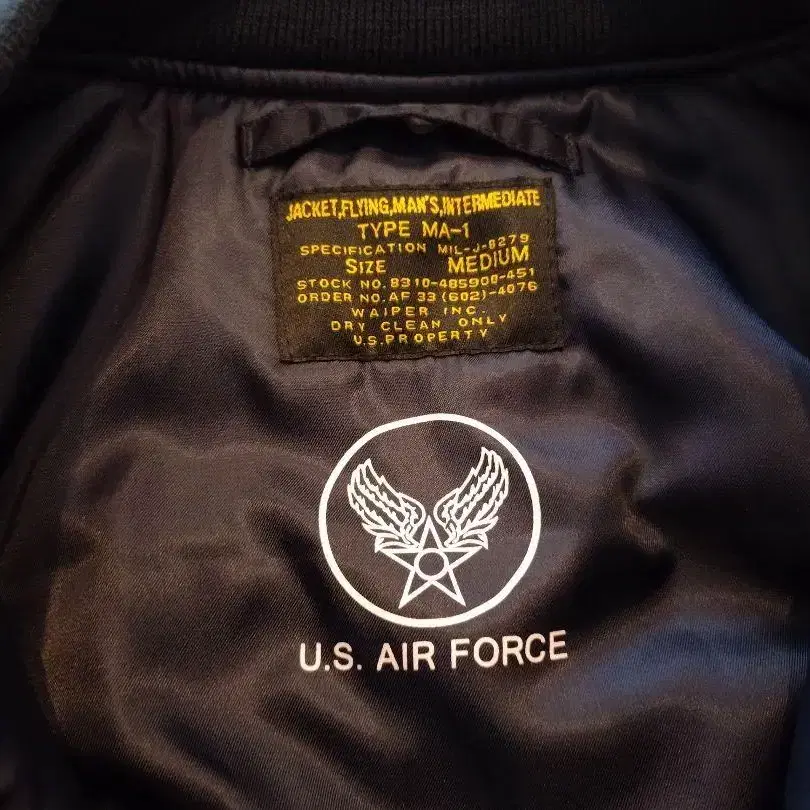 JACKET,FLYING,MAN'S,INTERMEDIATE
TYPE MA-1
SPECIFICATION MIL-J-8279
SIZE MEDIUM
STOCK NO. 8310-485900-451
ORDER NO. AF 33 (602)-4076
WAIPER INC.
DRY CLEAN ONLY
U.S. PROPERTY
U.S. AIR FORCE